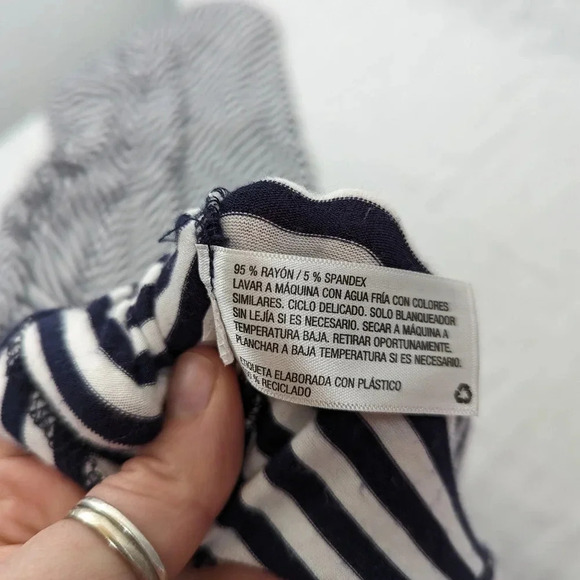 95 % RAYÓN / 5 % SPANDEX
LAVAR A MÁQUINA CON AGUA FRÍA CON COLORES
SIMILARES. CICLO DELICADO. SOLO BLANQUEADOR
SIN LEJÍA SI ES NECESARIO. SECAR A MÁQUINA A
TEMPERATURA BAJA. RETIRAR OPORTUNAMENTE.
PLANCHAR A BAJA TEMPERATURA SI ES NECESARIO.
ETIQUETA ELABORADA CON PLÁSTICO
% RECICLADO